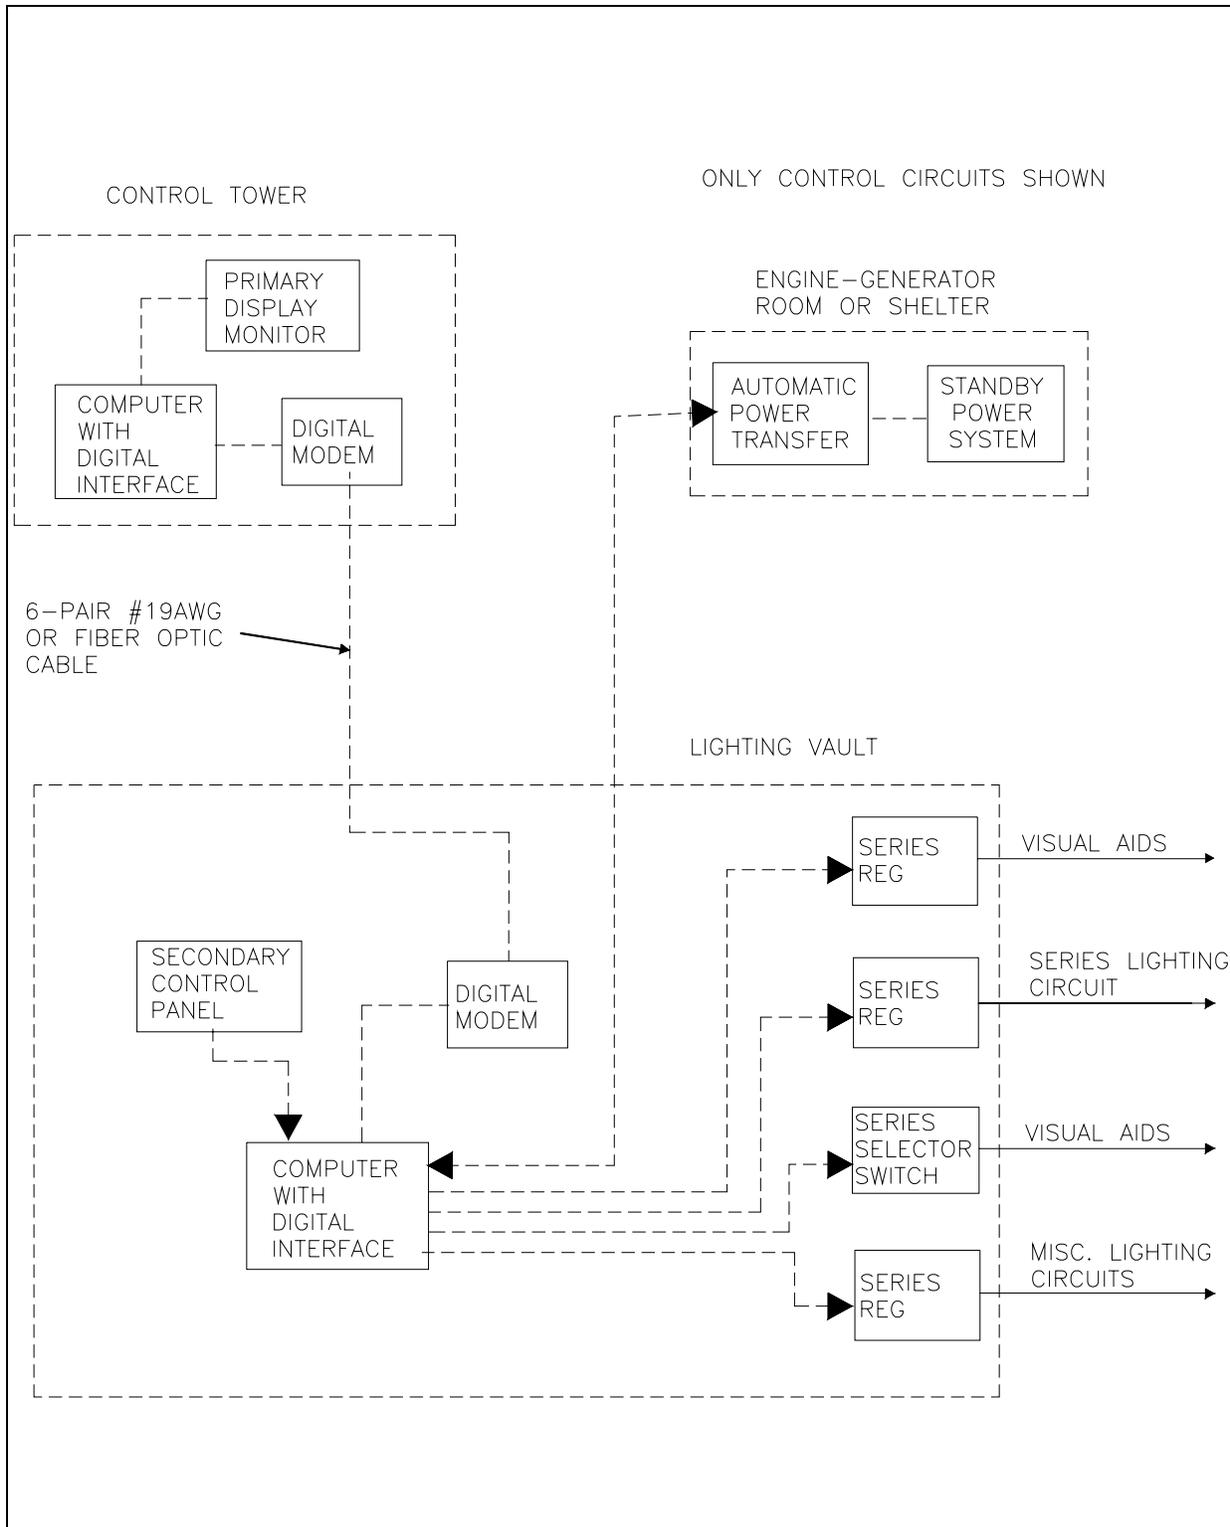 ONLY CONTROL CIRCUITS SHOWN
CONTROL TOWER
PRIMARY
DISPLAY
MONITOR
COMPUTER
WITH
DIGITAL
INTERFACE
DIGITAL
MODEM
ENGINE-GENERATOR
ROOM OR SHELTER
AUTOMATIC
POWER
TRANSFER
STANDBY
POWER
SYSTEM
6-PAIR #19AWG
OR FIBER OPTIC
CABLE
LIGHTING VAULT
SERIES
REG
VISUAL AIDS
SECONDARY
CONTROL
PANEL
DIGITAL
MODEM
SERIES
REG
SERIES LIGHTING
CIRCUIT
SERIES
SELECTOR
SWITCH
VISUAL AIDS
COMPUTER
WITH
DIGITAL
INTERFACE
SERIES
REG
MISC. LIGHTING
CIRCUITS